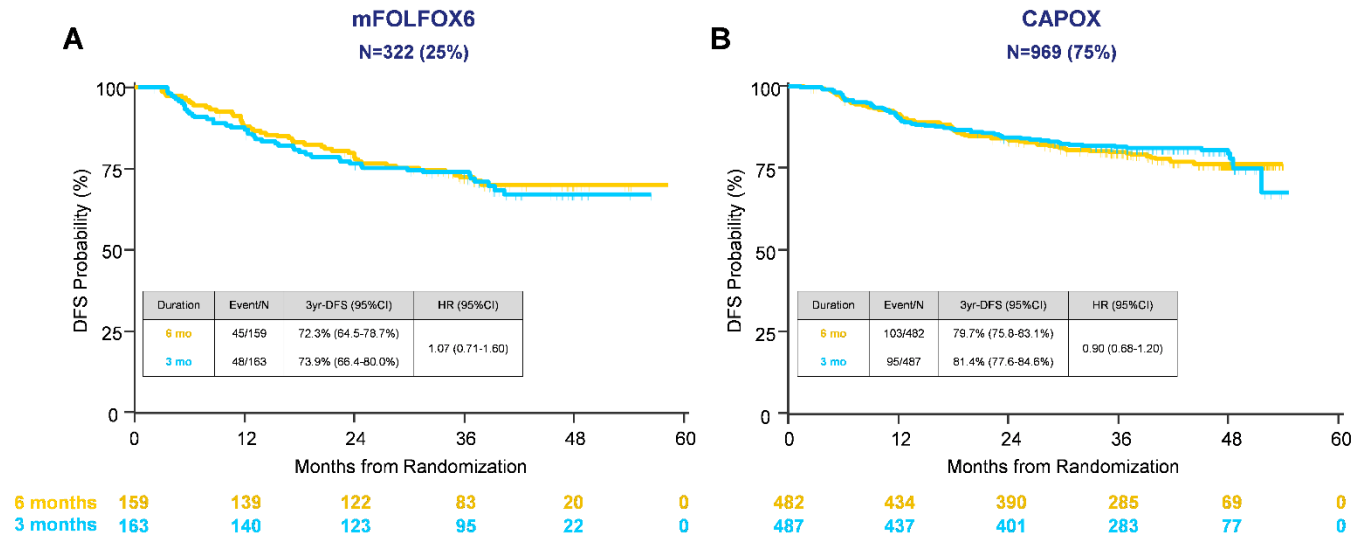 A
mFOLFOX6
N=322 (25%)
DFS Probability (%)
100
75
50
25
0
Duration Event/N 3yr-DFS (95%CI) HR (95%CI)
6 mo 45/159 72.3% (64.5-78.7%)
1.07 (0.71-1.60)
3 mo 48/163 73.9% (66.4-80.0%)
0 12 24 36 48 60
Months from Randomization
6 months 159 139 122 83 20 0
3 months 163 140 123 95 22 0
B
CAPOX
N=969 (75%)
DFS Probability (%)
100
75
50
25
0
Duration Event/N 3yr-DFS (95%CI) HR (95%CI)
6 mo 103/482 79.7% (75.8-83.1%)
0.90 (0.68-1.20)
3 mo 95/487 81.4% (77.6-84.6%)
0 12 24 36 48 60
Months from Randomization
482 434 390 285 69 0
487 437 401 283 77 0